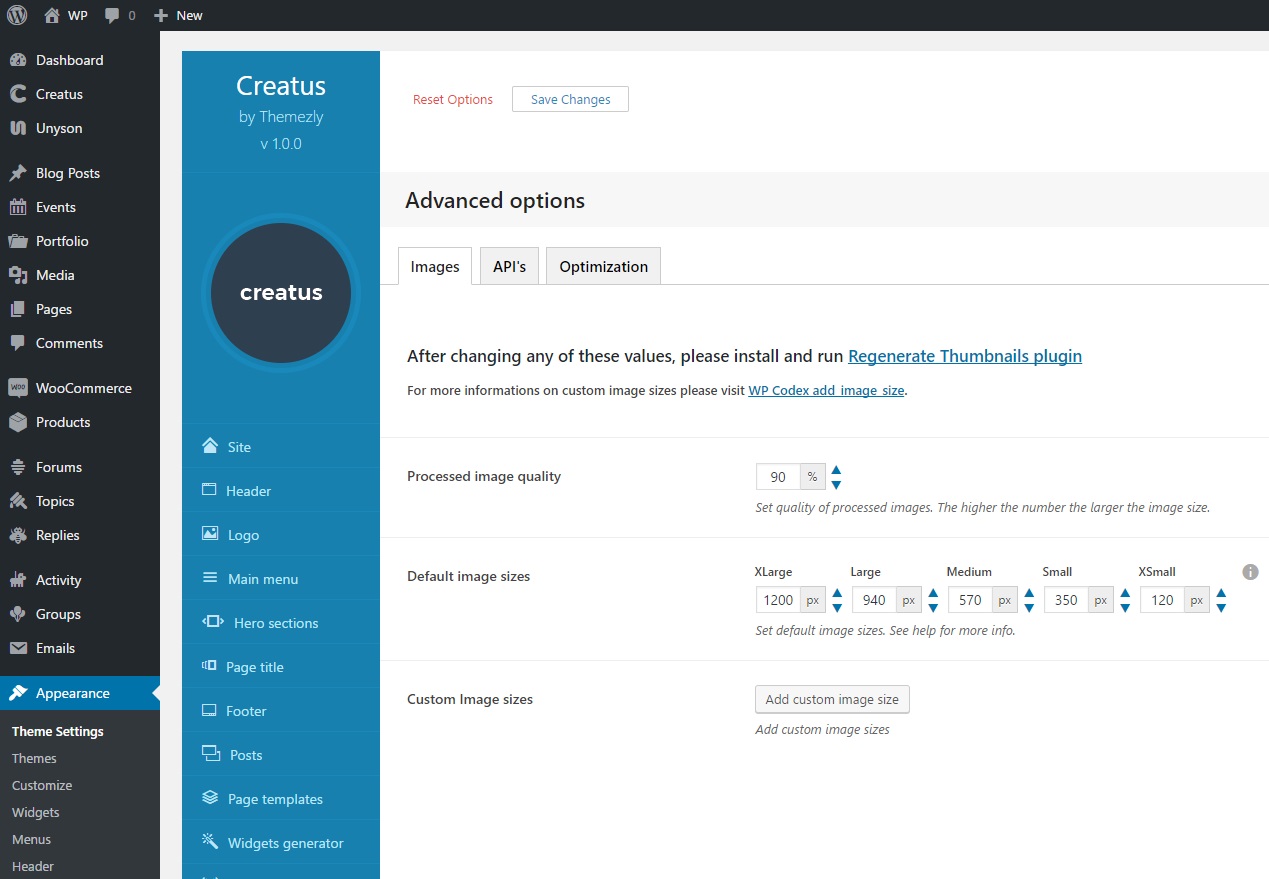 WP 0 New
Dashboard
Creatus
Unyson
Blog Posts
Events
Portfolio
Media
Pages
Comments
WOO WooCommerce
Products
Forums
Topics
Replies
Activity
Groups
Emails
Appearance
Theme Settings
Themes
Customize
Widgets
Menus
Header
Creatus
by Themezly
v 1.0.0
creatus
Site
Header
Logo
Main menu
Hero sections
Page title
Footer
Posts
Page templates
Widgets generator
Reset Options Save Changes
Advanced options
Images API's Optimization
After changing any of these values, please install and run Regenerate Thumbnails plugin
For more informations on custom image sizes please visit WP Codex add_image_size.
Processed image quality 90 %
Set quality of processed images. The higher the number the larger the image size.
Default image sizes
XLarge Large Medium Small XSmall
1200 px 940 px 570 px 350 px 120 px
Set default image sizes. See help for more info.
Custom Image sizes Add custom image size
Add custom image sizes